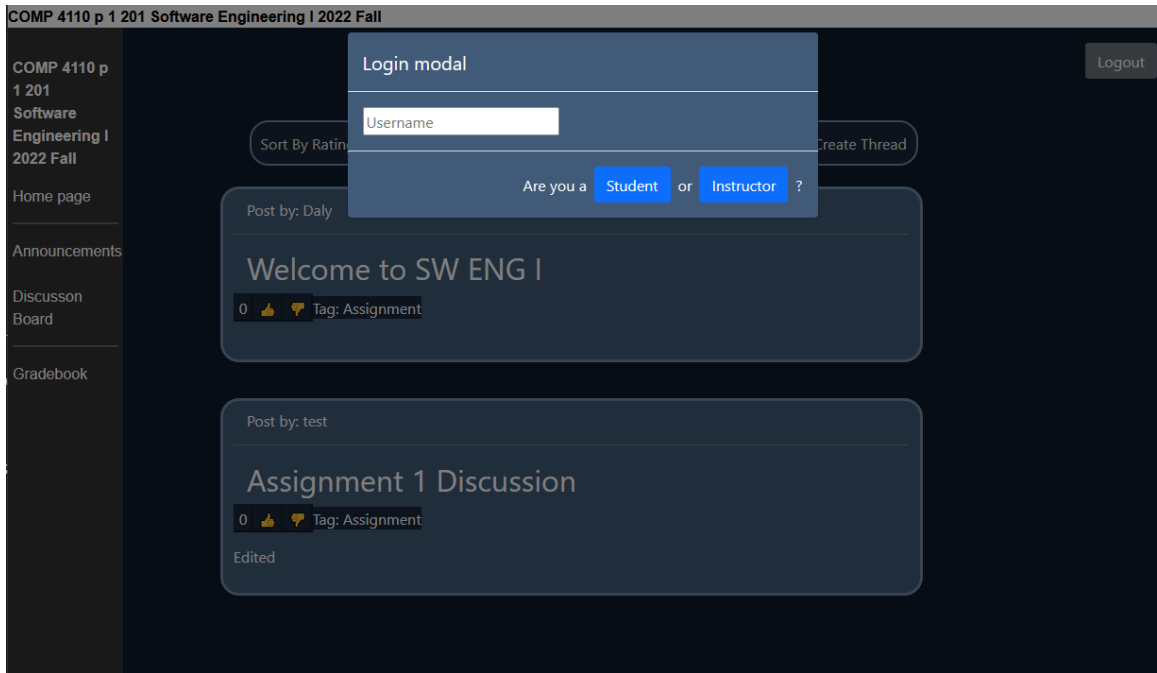 COMP 4110 p 1 201 Software Engineering I 2022 Fall
COMP 4110 p
1 201
Software
Engineering I
2022 Fall
Home page
Announcements
Discusson
Board
Gradebook
Login modal
Username
Are you a Student or Instructor ?
Logout
Sort By
Create Thread
Post by: Daly
Welcome to SW ENG I
0 Tag: Assignment
Post by: test
Assignment 1 Discussion
0 Tag: Assignment
Edited